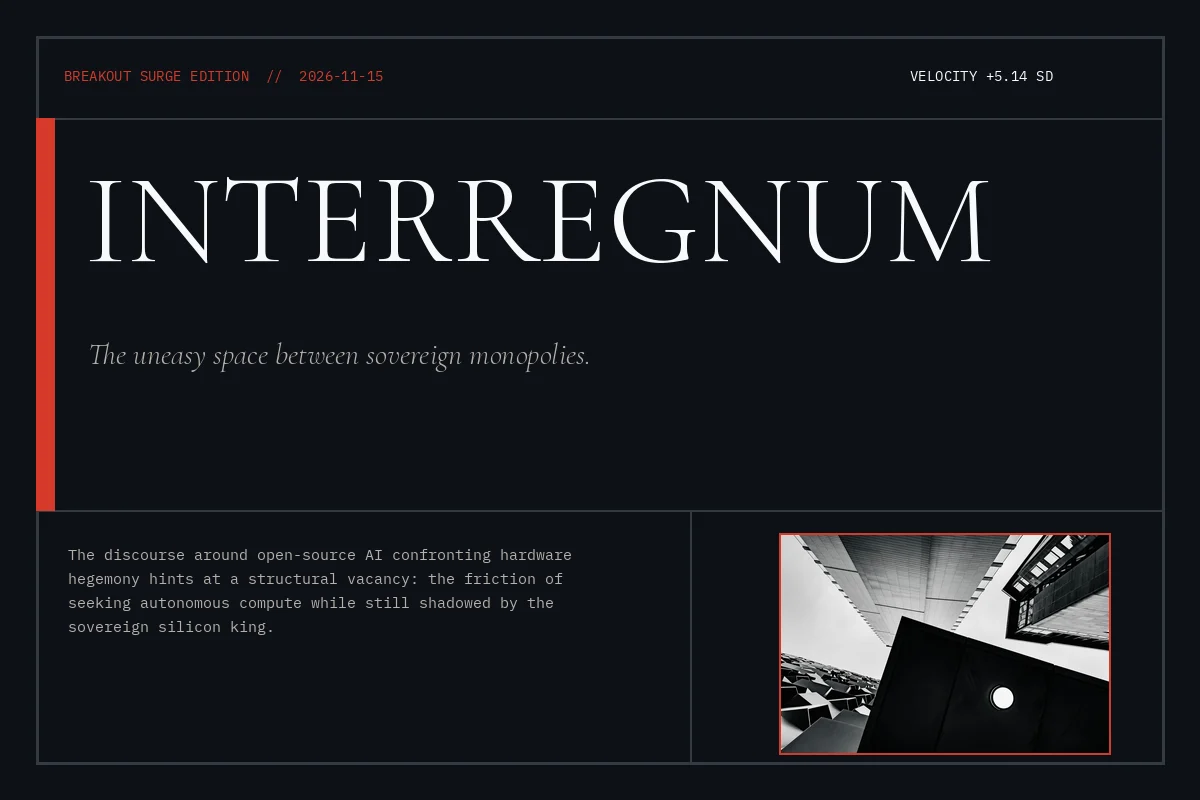 BREAKOUT SURGE EDITION // 2026-11-15
VELOCITY +5.14 SD
INTERREGNUM
The uneasy space between sovereign monopolies.
The discourse around open-source AI confronting hardware
hegemony hints at a structural vacancy: the friction of
seeking autonomous compute while still shadowed by the
sovereign silicon king.